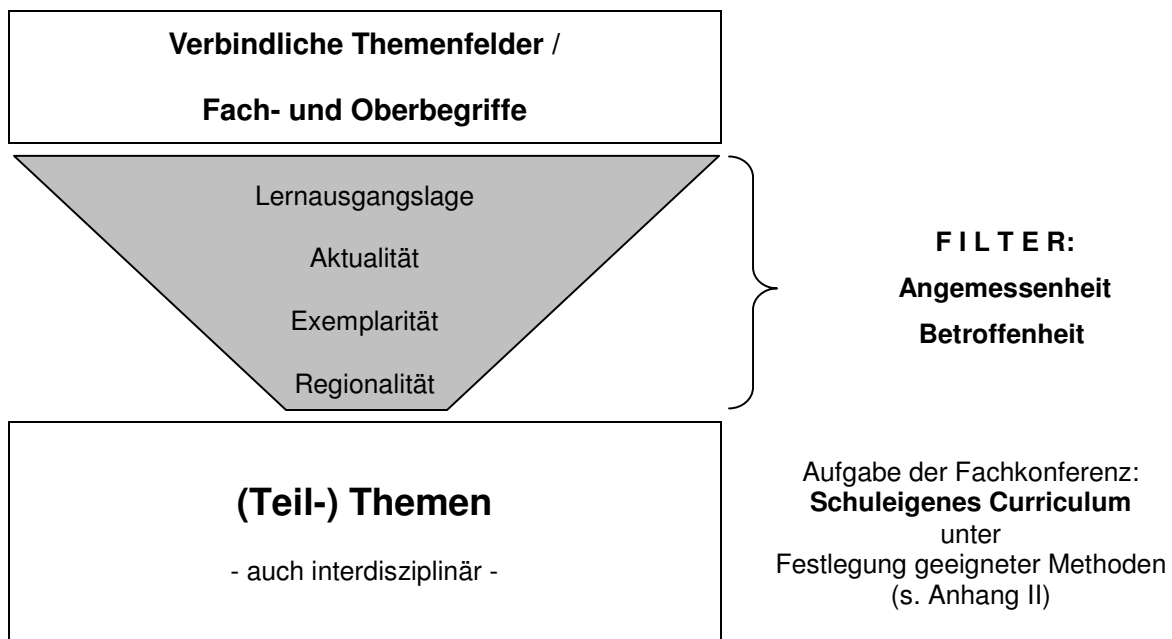 Verbindliche Themenfelder /
Fach- und Oberbegriffe
Lernausgangslage
Aktualität
Exemplarität
Regionalität
F I L T E R:
Angemessenheit
Betroffenheit
(Teil-) Themen
- auch interdisziplinär -
Aufgabe der Fachkonferenz:
Schuleigenes Curriculum
unter
Festlegung geeigneter Methoden
(s. Anhang II)